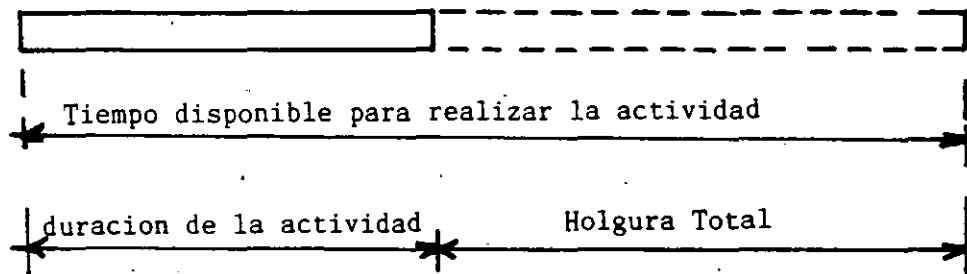 Tiempo disponible para realizar la actividad
duracion de la actividad
Holgura Total